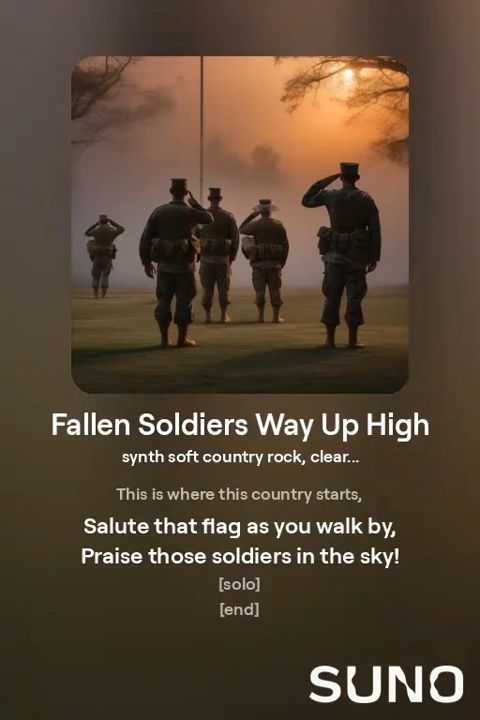 Fallen Soldiers Way Up High
synth soft country rock, clear...
This is where this country starts,
Salute that flag as you walk by,
Praise those soldiers in the sky!
[solo]
[end]
SUNO